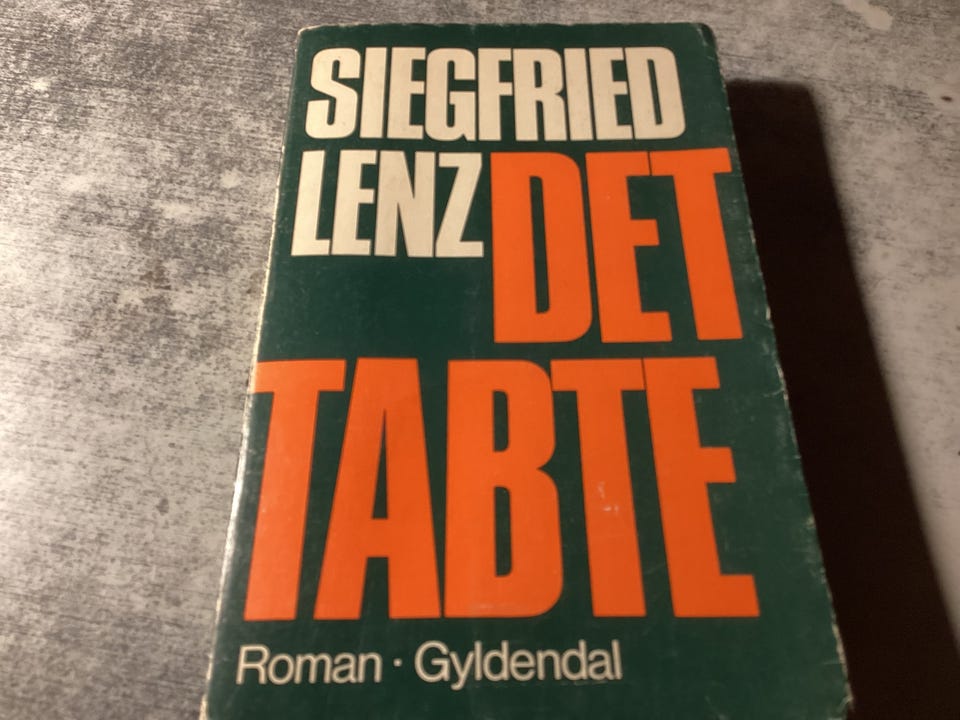 SIEGFRIED
LENZ DET
TABTE
Roman · Gyldendal